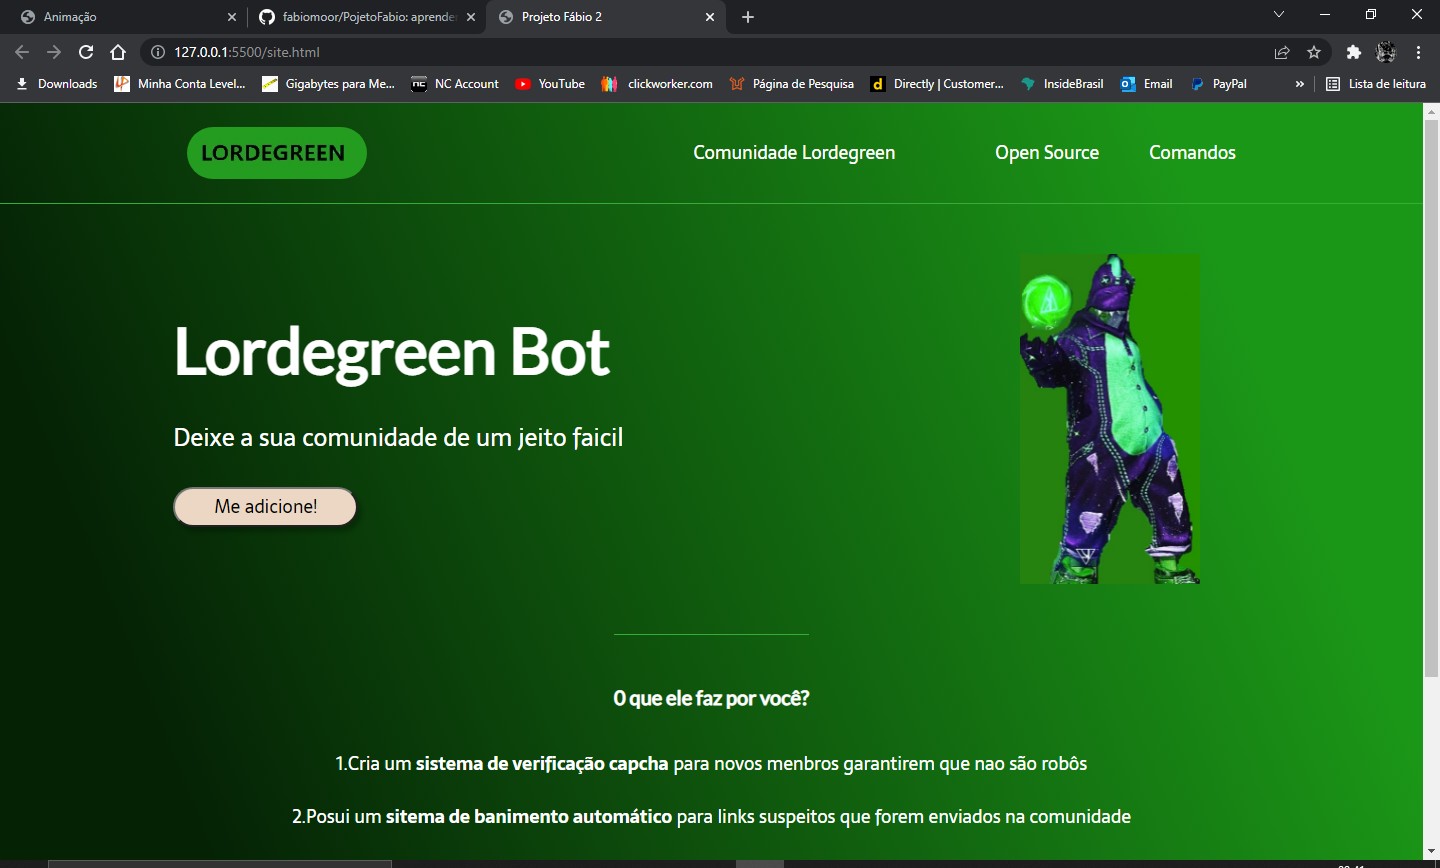 Animação
fabiomoor/PojetoFabio: aprender
Projeto Fábio 2
127.0.0.1:5500/site.html
Downloads
Minha Conta Level...
Gigabytes para Me...
NC Account
YouTube
clickworker.com
Página de Pesquisa
Directly | Customer...
InsideBrasil
Email
PayPal
»
Lista de leitura
LORDEGREEN
Comunidade Lordegreen
Open Source
Comandos
Lordegreen Bot
Deixe a sua comunidade de um jeito faicil
Me adicione!
O que ele faz por você?
1.Cria um sistema de verificação capcha para novos menbros garantirem que nao são robôs
2.Posui um sitema de banimento automático para links suspeitos que forem enviados na comunidade